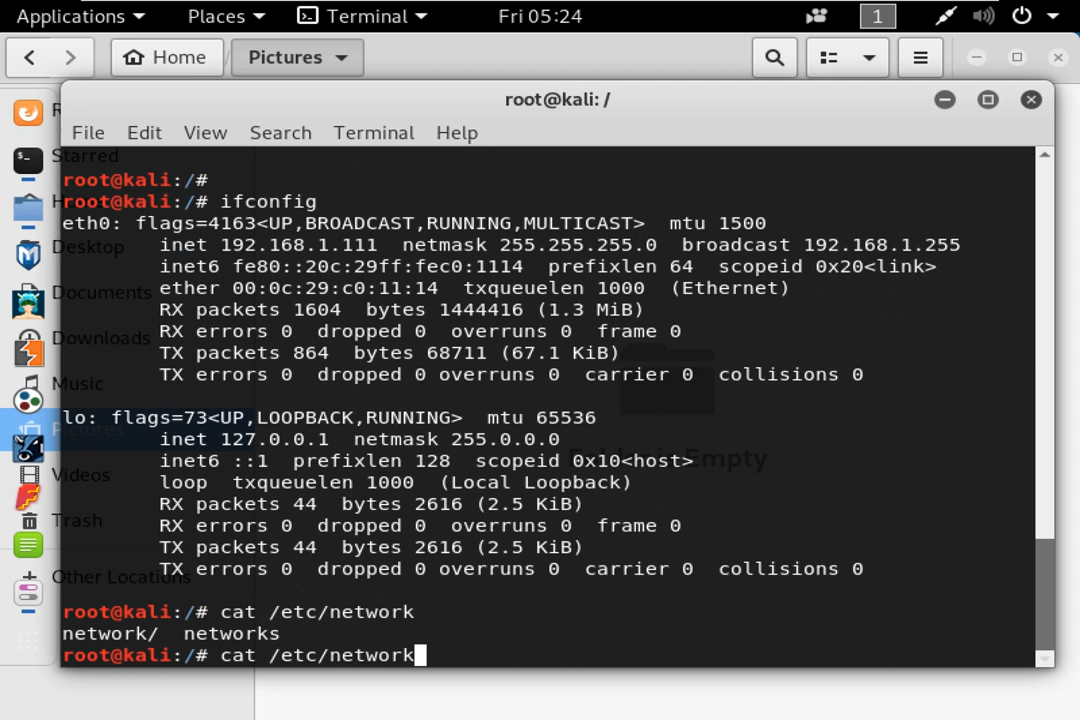 Applications Places Terminal Fri 05:24 1
Home Pictures
root@kali: /
File Edit View Search Terminal Help
Starred
Desktop
Documents
Downloads
Music
Pictures
Videos
Trash
Other Locations
root@kali:/#
root@kali:/# ifconfig
eth0: flags=4163<UP,BROADCAST,RUNNING,MULTICAST>  mtu 1500
        inet 192.168.1.111  netmask 255.255.255.0  broadcast 192.168.1.255
        inet6 fe80::20c:29ff:fec0:1114  prefixlen 64  scopeid 0x20<link>
        ether 00:0c:29:c0:11:14  txqueuelen 1000  (Ethernet)
        RX packets 1604  bytes 1444416 (1.3 MiB)
        RX errors 0  dropped 0  overruns 0  frame 0
        TX packets 864  bytes 68711 (67.1 KiB)
        TX errors 0  dropped 0 overruns 0  carrier 0  collisions 0
lo: flags=73<UP,LOOPBACK,RUNNING>  mtu 65536
        inet 127.0.0.1  netmask 255.0.0.0
        inet6 ::1  prefixlen 128  scopeid 0x10<host>
        loop  txqueuelen 1000  (Local Loopback)
        RX packets 44  bytes 2616 (2.5 KiB)
        RX errors 0  dropped 0  overruns 0  frame 0
        TX packets 44  bytes 2616 (2.5 KiB)
        TX errors 0  dropped 0 overruns 0  carrier 0  collisions 0
root@kali:/# cat /etc/network
network/  networks
root@kali:/# cat /etc/network
Empty